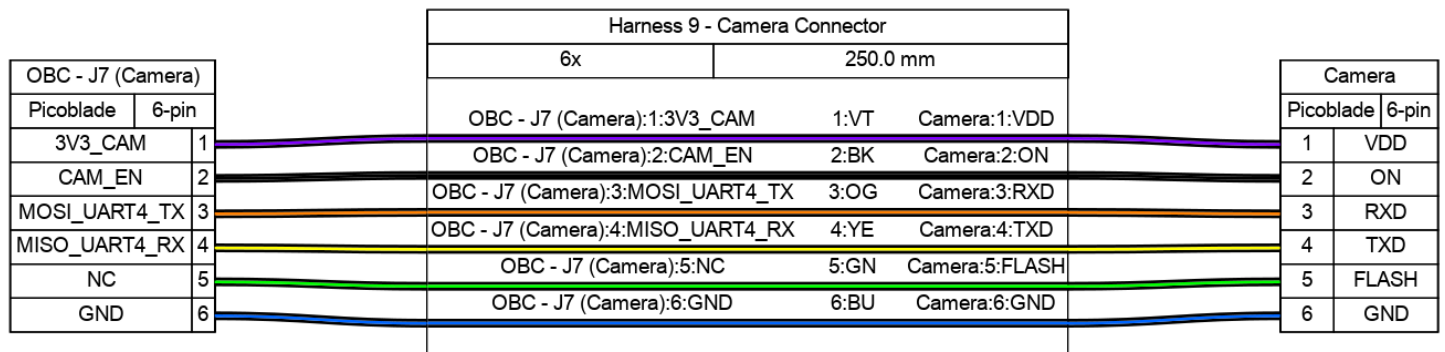 Harness 9 - Camera Connector
6x 250.0 mm
OBC - J7 (Camera)
Picoblade 6-pin
3V3_CAM 1
CAM_EN 2
MOSI_UART4_TX 3
MISO_UART4_RX 4
NC 5
GND 6
OBC - J7 (Camera):1:3V3_CAM 1:VT Camera:1:VDD
OBC - J7 (Camera):2:CAM_EN 2:BK Camera:2:ON
OBC - J7 (Camera):3:MOSI_UART4_TX 3:OG Camera:3:RXD
OBC - J7 (Camera):4:MISO_UART4_RX 4:YE Camera:4:TXD
OBC - J7 (Camera):5:NC 5:GN Camera:5:FLASH
OBC - J7 (Camera):6:GND 6:BU Camera:6:GND
Camera
Picoblade 6-pin
1 VDD
2 ON
3 RXD
4 TXD
5 FLASH
6 GND